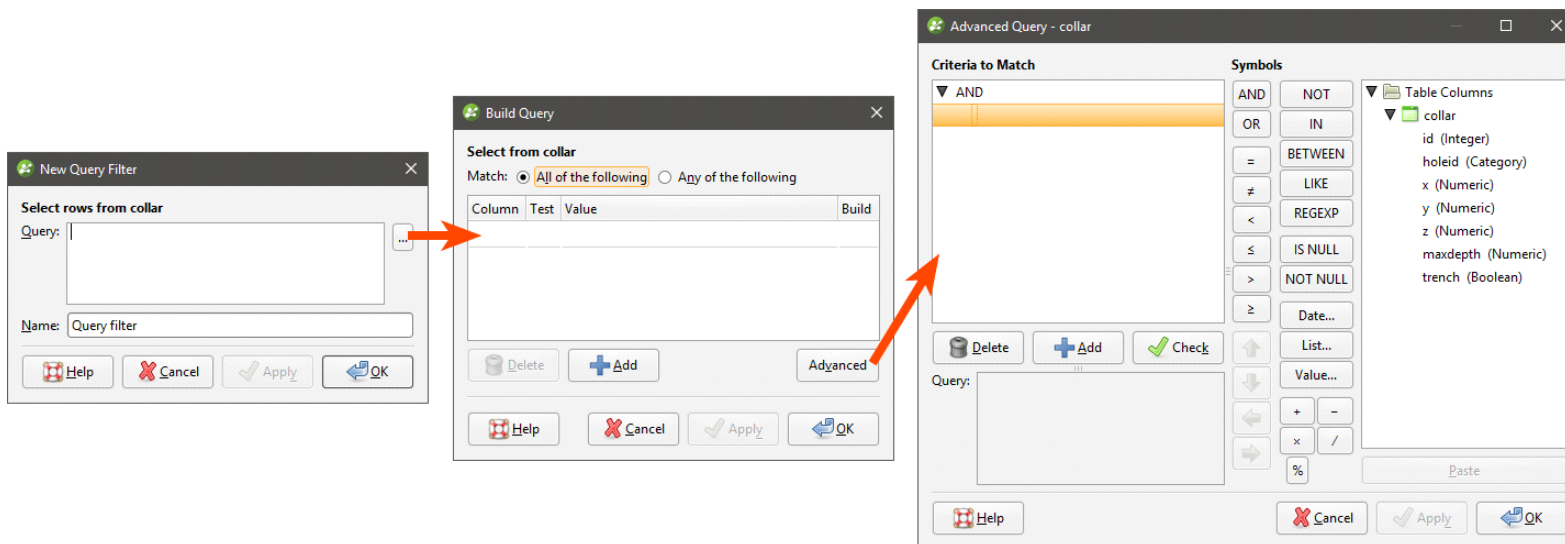 New Query Filter
Select rows from collar
Query:
...
Name: Query filter
Help Cancel Apply OK
Build Query
Select from collar
Match: All of the following Any of the following
Column Test Value Build
Delete Add Advanced
Help Cancel Apply OK
Advanced Query - collar
Criteria to Match
AND
Delete Add Check
Query:
Symbols
AND NOT
OR IN
= BETWEEN
≠ LIKE
< REGEXP
≤ IS NULL
> NOT NULL
≥ Date...
List...
Value...
+ −
× /
%
Table Columns
collar
id (Integer)
holeid (Category)
x (Numeric)
y (Numeric)
z (Numeric)
maxdepth (Numeric)
trench (Boolean)
Paste
Help Cancel Apply OK